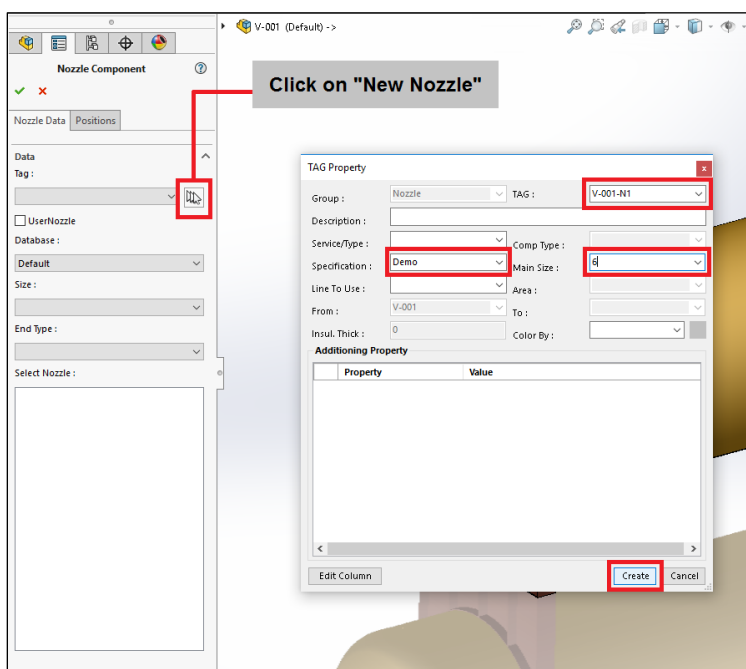 V-001 (Default) ->
Nozzle Component
Click on "New Nozzle"
Nozzle Data Positions
Data
Tag :
UserNozzle
Database :
Default
Size :
End Type :
Select Nozzle :
TAG Property
Group : Nozzle TAG : V-001-N1
Description :
Service/Type : Comp Type :
Specification : Demo Main Size : 6
Line To Use : Area :
From : V-001 To :
Insul. Thick : 0 Color By :
Additioning Property
Property Value
Edit Column Create Cancel